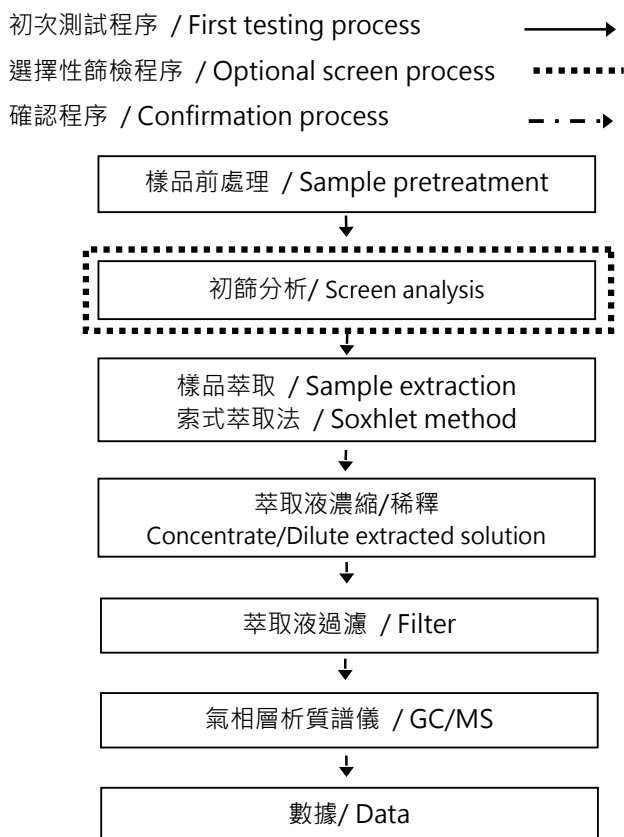 初次測試程序 / First testing process
選擇性篩檢程序 / Optional screen process
確認程序 / Confirmation process
樣品前處理 / Sample pretreatment
初篩分析/ Screen analysis
樣品萃取 / Sample extraction
索式萃取法 / Soxhlet method
萃取液濃縮/稀釋
Concentrate/Dilute extracted solution
萃取液過濾 / Filter
氣相層析質譜儀 / GC/MS
數據/ Data